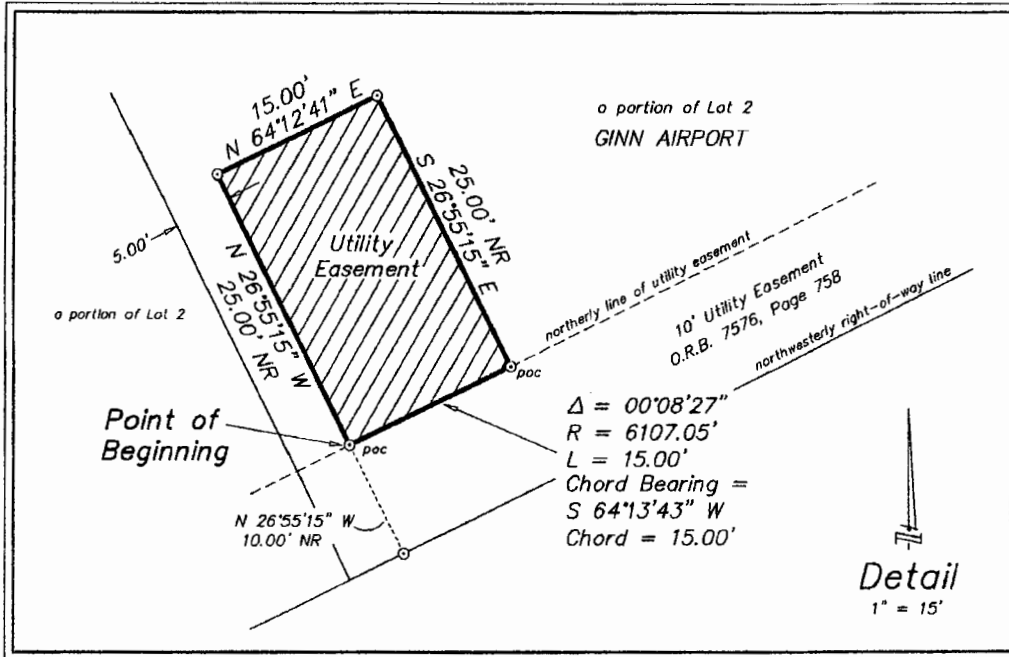 15.00'
N 64°12'41" E
a portion of Lot 2
GINN AIRPORT
25.00' NR
S 26°55'15" E
Utility
Easement
5.00'
N 26°55'15" W
25.00' NR
northerly line of utility easement
10' Utility Easement
O.R.B. 7576, Page 758
northwesterly right-of-way line
a portion of Lot 2
poc
Point of
Beginning
poc
Δ = 00°08'27"
R = 6107.05'
L = 15.00'
Chord Bearing =
S 64°13'43" W
Chord = 15.00'
N 26°55'15" W
10.00' NR
N
Detail
1" = 15'